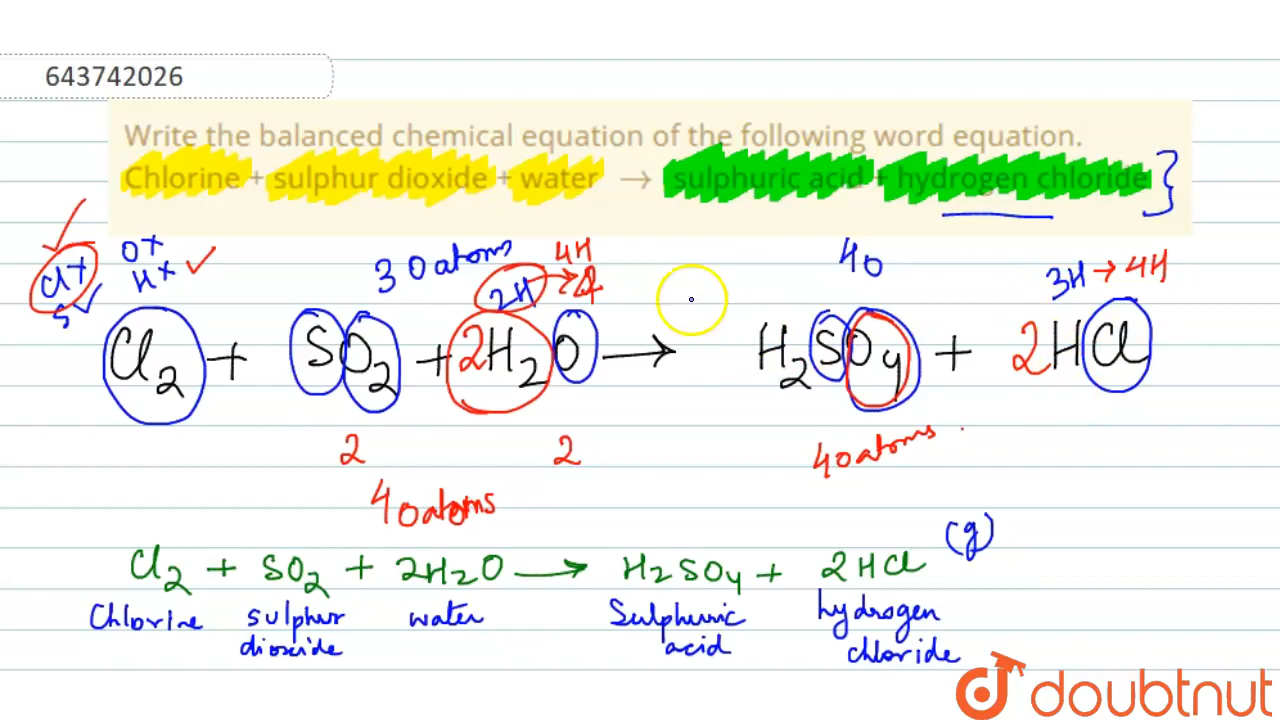 643742026
Write the balanced chemical equation of the following word equation.
Chlorine + sulphur dioxide + water → sulphuric acid + hydrogen chloride }
Cl x O x H x ✓ S ✓
3 O atoms 2H → 4H 4O 3H → 4H
Cl2 + SO2 + 2H2O → H2SO4 + 2HCl
2 2 4 O atoms
4 O atoms
Cl2 + SO2 + 2H2O → H2SO4 + 2HCl (g)
Chlorine sulphur dioxide water Sulphuric acid hydrogen chloride
doubtnut